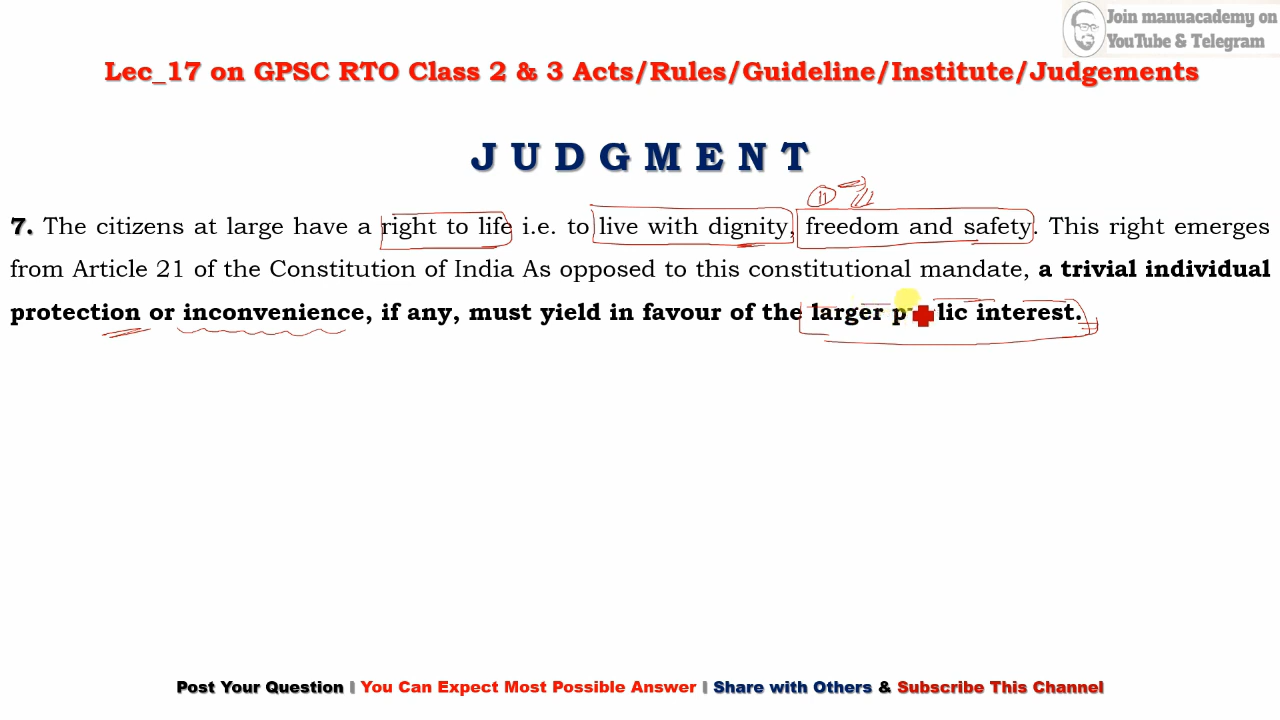 Join manuacademy on
YouTube & Telegram
Lec_17 on GPSC RTO Class 2 & 3 Acts/Rules/Guideline/Institute/Judgements
JUDGMENT
7. The citizens at large have a right to life i.e. to live with dignity, freedom and safety. This right emerges
from Article 21 of the Constitution of India As opposed to this constitutional mandate, a trivial individual
protection or inconvenience, if any, must yield in favour of the larger interest.
Post Your Question | You Can Expect Most Possible Answer | Share with Others & Subscribe This Channel